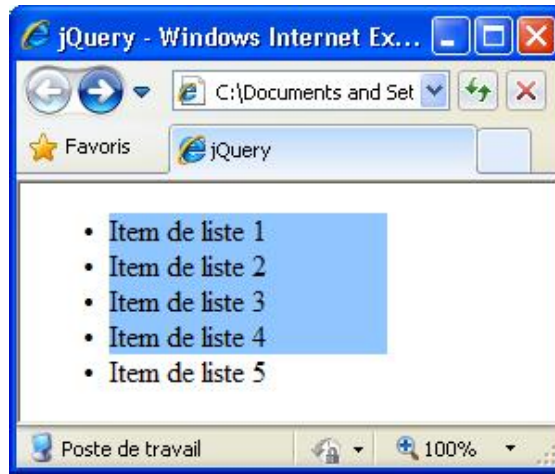 jQuery - Windows Internet Ex...
C:\Documents and Set
Favoris
jQuery
• Item de liste 1
• Item de liste 2
• Item de liste 3
• Item de liste 4
• Item de liste 5
Poste de travail
100%